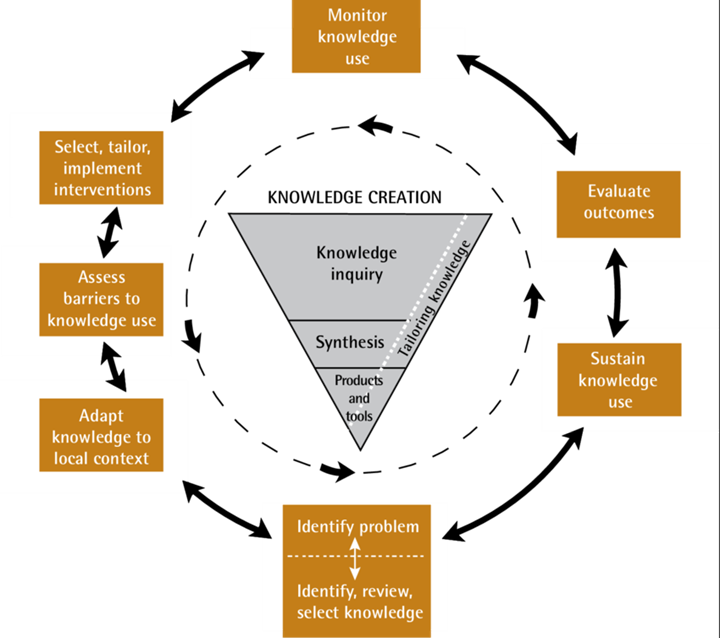 Monitor
knowledge
use
Select, tailor,
implement
interventions
Evaluate
outcomes
KNOWLEDGE CREATION
Knowledge
inquiry
Tailoring knowledge
Assess
barriers to
knowledge use
Synthesis
Products
and
tools
Sustain
knowledge
use
Adapt
knowledge to
local context
Identify problem
Identify, review,
select knowledge